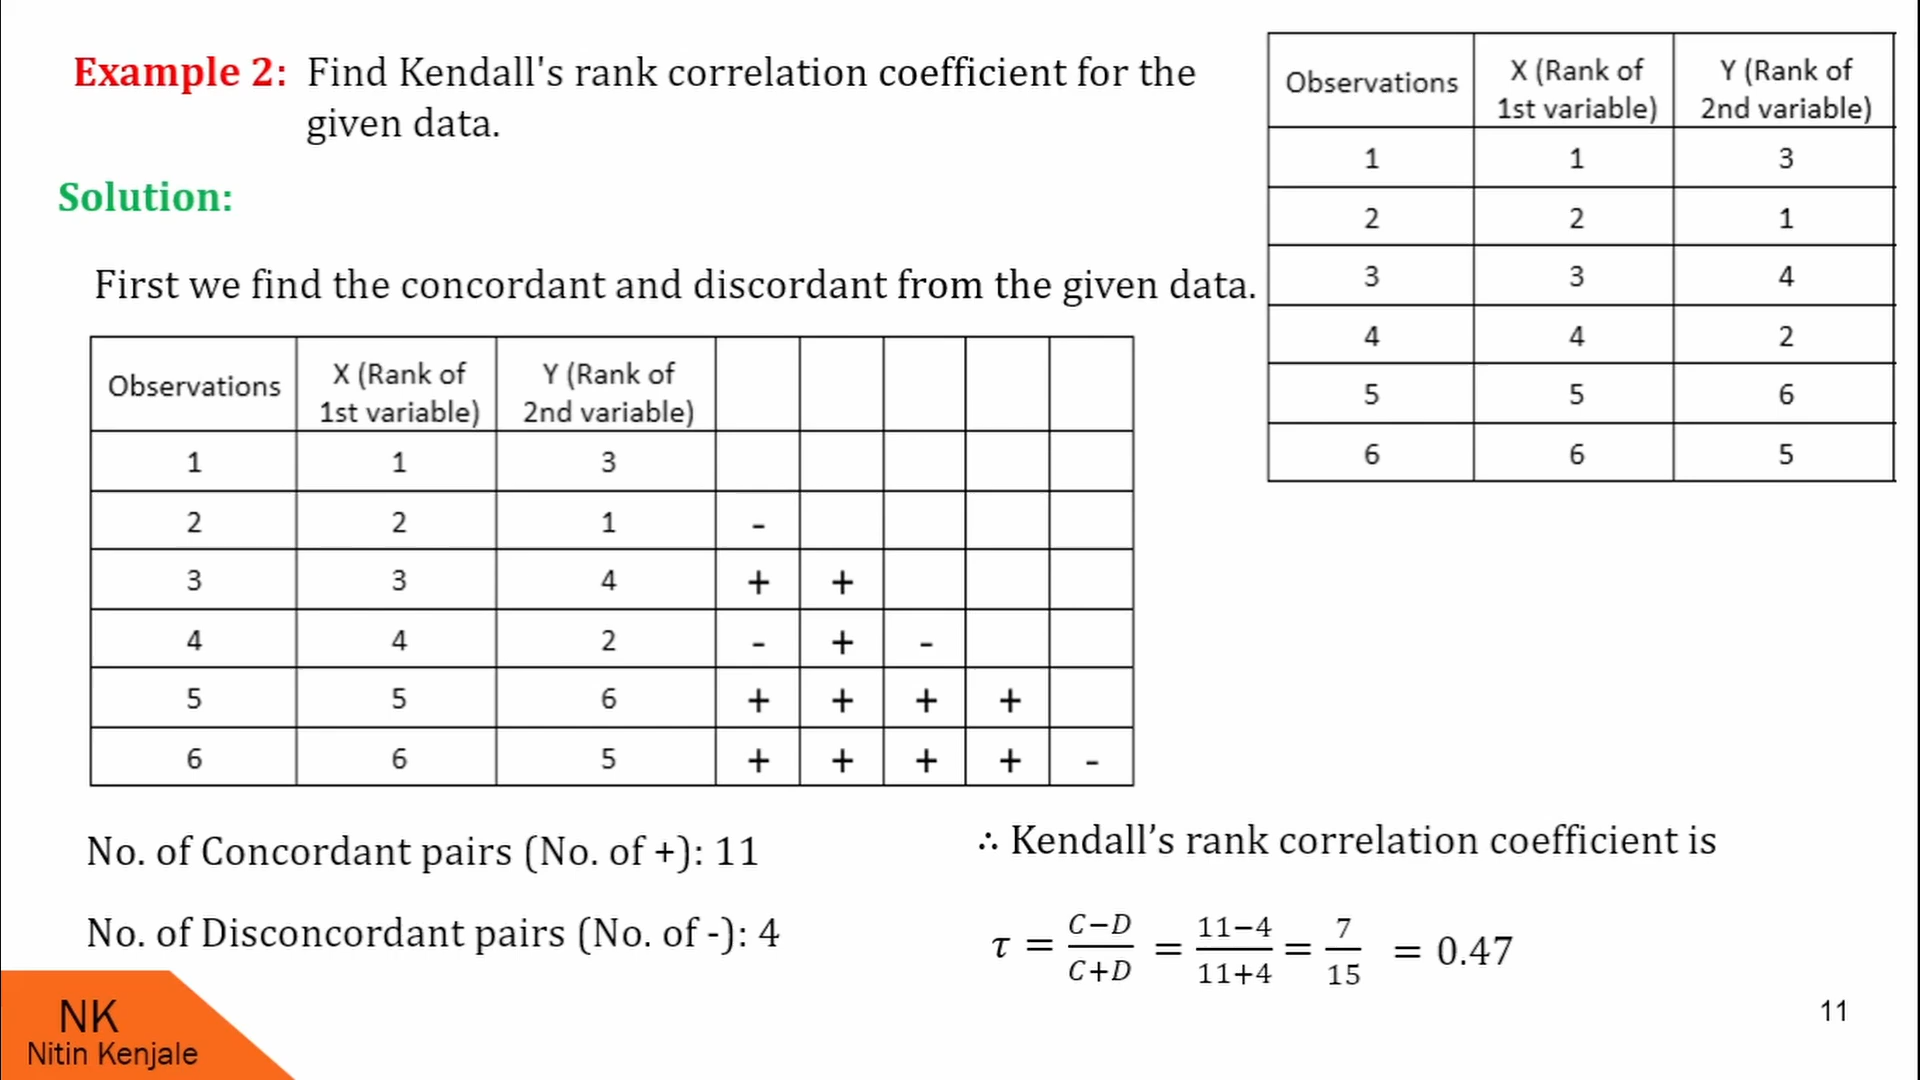 Example 2: Find Kendall's rank correlation coefficient for the
given data.
Observations X (Rank of 1st variable) Y (Rank of 2nd variable)
1 1 3
2 2 1
3 3 4
4 4 2
5 5 6
6 6 5
Solution:
First we find the concordant and discordant from the given data.
Observations X (Rank of 1st variable) Y (Rank of 2nd variable)
1 1 3
2 2 1 -
3 3 4 + +
4 4 2 - + -
5 5 6 + + + +
6 6 5 + + + + -
No. of Concordant pairs (No. of +): 11
No. of Disconcordant pairs (No. of -): 4
∴ Kendall’s rank correlation coefficient is
τ = C−D/C+D = 11−4/11+4 = 7/15 = 0.47
NK
Nitin Kenjale
11